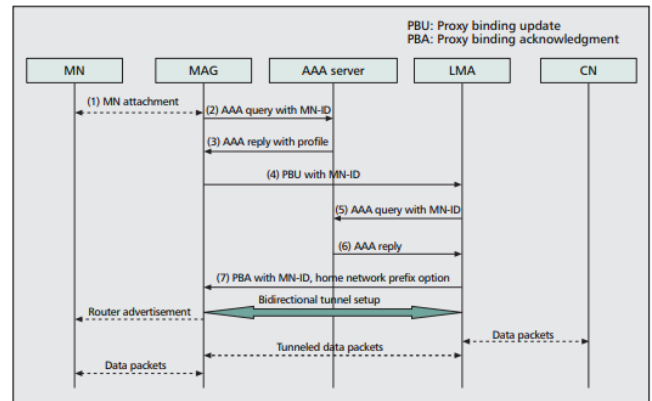 PBU: Proxy binding update
PBA: Proxy binding acknowledgment
MN
MAG
AAA server
LMA
CN
(1) MN attachment
(2) AAA query with MN-ID
(3) AAA reply with profile
(4) PBU with MN-ID
(5) AAA query with MN-ID
(6) AAA reply
(7) PBA with MN-ID, home network prefix option
Bidirectional tunnel setup
Router advertisement
Data packets
Tunneled data packets
Data packets